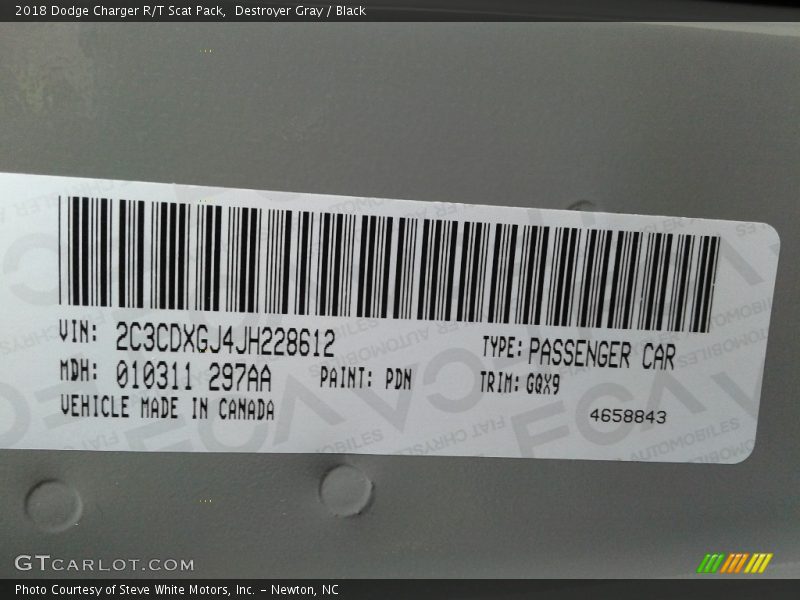 2018 Dodge Charger R/T Scat Pack, Destroyer Gray / Black
VIN: 2C3CDXGJ4JH228612
TYPE: PASSENGER CAR
MDH: 010311 297AA
PAINT: PDN
TRIM: GQX9
VEHICLE MADE IN CANADA
4658843
GTCARLOT.COM
Photo Courtesy of Steve White Motors, Inc. – Newton, NC